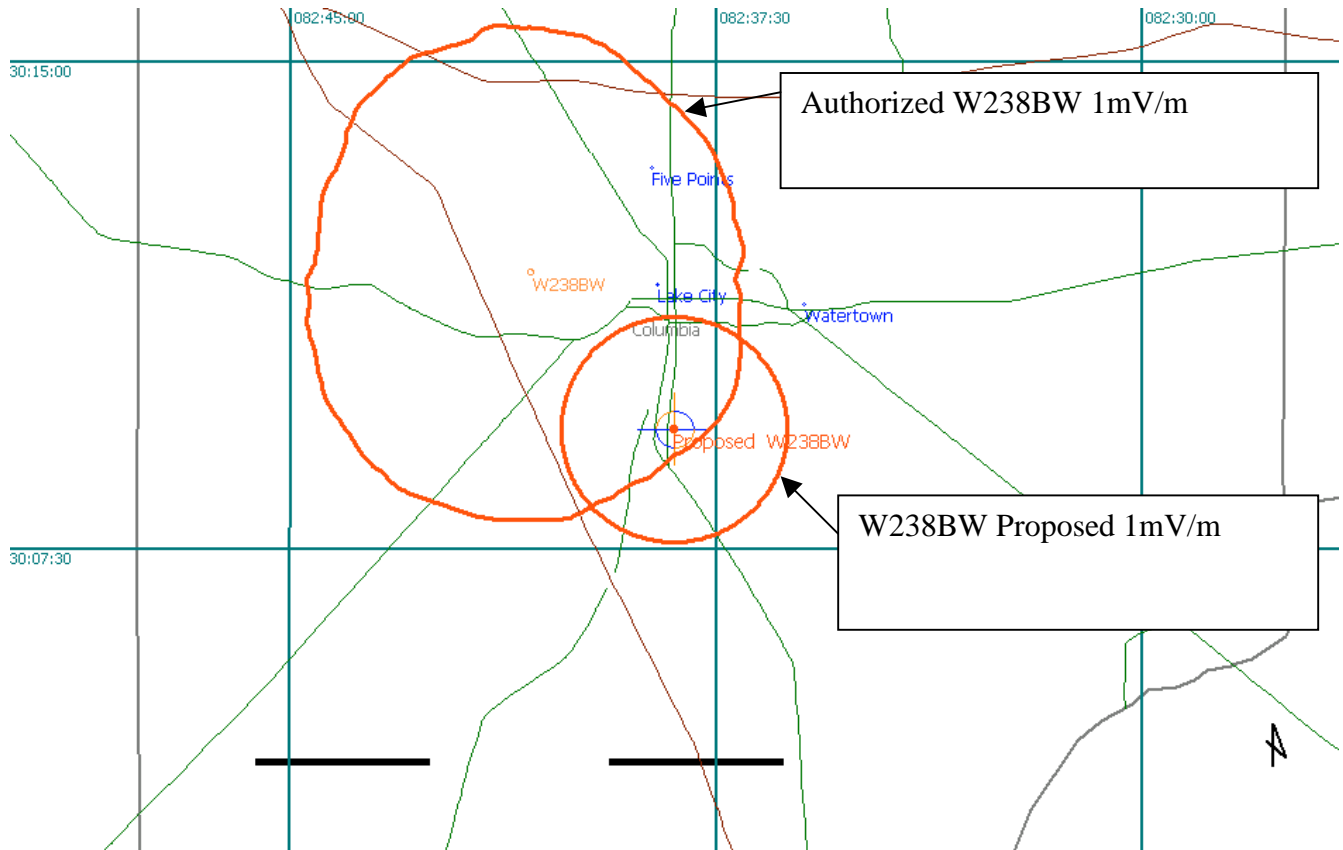 082:45:00
082:37:30
082:30:00
30:15:00
Authorized W238BW 1mV/m
Five Points
W238BW
Lake City
Watertown
Columbia
Proposed W238BW
W238BW Proposed 1mV/m
30:07:30